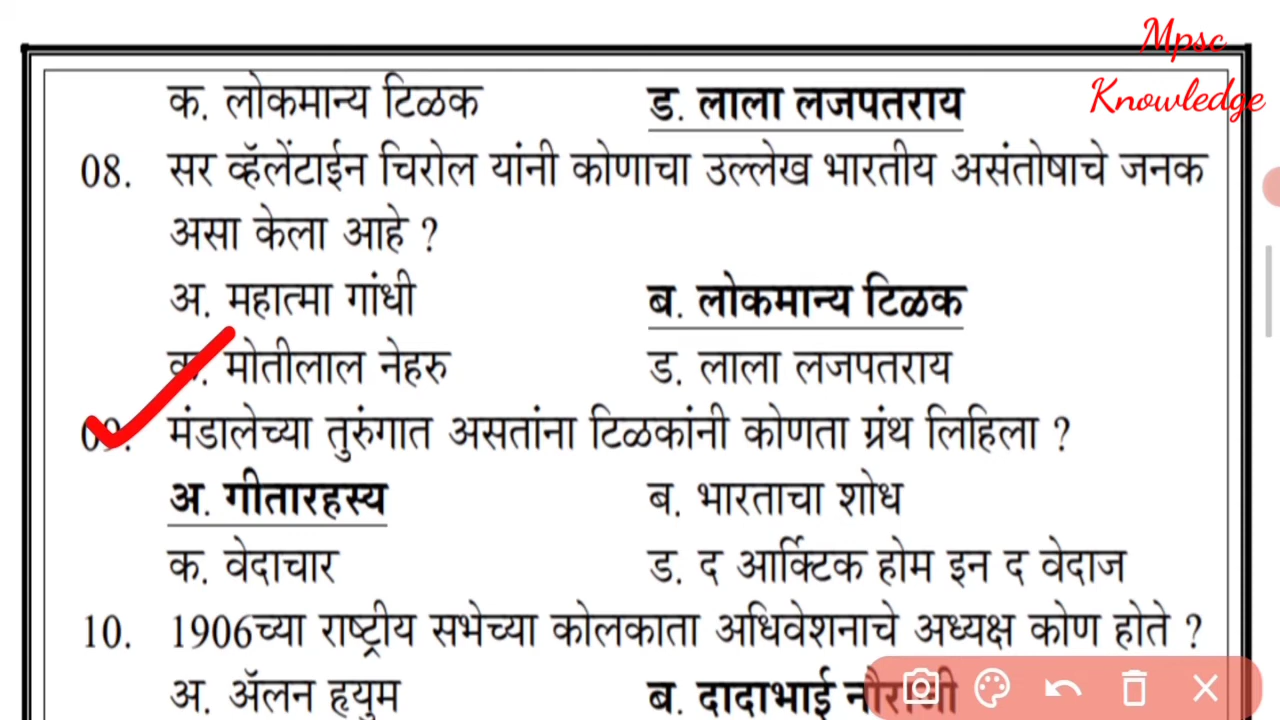 Mpsc
Knowledge
क. लोकमान्य टिळक ड. लाला लजपतराय
08. सर व्हॅलेंटाईन चिरोल यांनी कोणाचा उल्लेख भारतीय असंतोषाचे जनक
असा केला आहे ?
अ. महात्मा गांधी ब. लोकमान्य टिळक
क. मोतीलाल नेहरु ड. लाला लजपतराय
09. मंडालेच्या तुरुंगात असतांना टिळकांनी कोणता ग्रंथ लिहिला ?
अ. गीतारहस्य ब. भारताचा शोध
क. वेदाचार ड. द आर्क्टिक होम इन द वेदाज
10. 1906च्या राष्ट्रीय सभेच्या कोलकाता अधिवेशनाचे अध्यक्ष कोण होते ?
अ. ॲलन हृयुम ब. दादाभाई नौरोजी